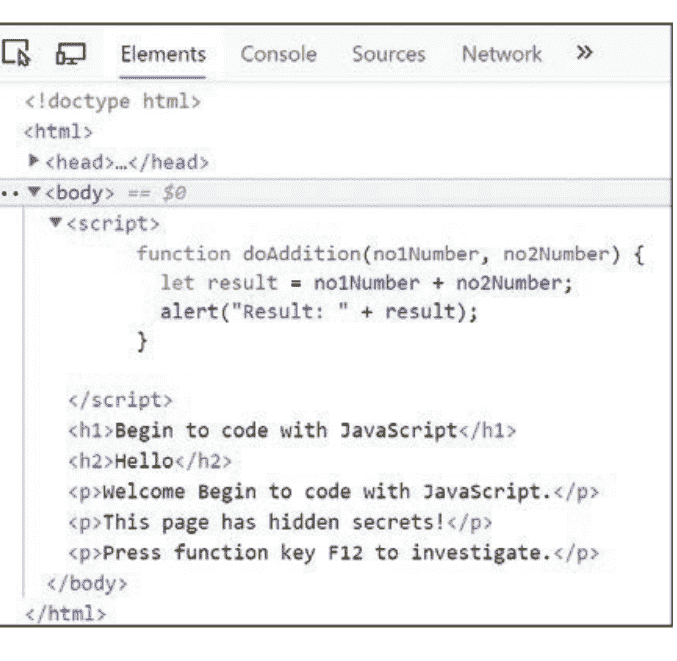 Elements Console Sources Network »
<!doctype html>
<html>
▶<head>…</head>
•• ▼<body> == $0
▼<script>
function doAddition(no1Number, no2Number) {
let result = no1Number + no2Number;
alert("Result: " + result);
}
</script>
<h1>Begin to code with JavaScript</h1>
<h2>Hello</h2>
<p>Welcome Begin to code with JavaScript.</p>
<p>This page has hidden secrets!</p>
<p>Press function key F12 to investigate.</p>
</body>
</html>